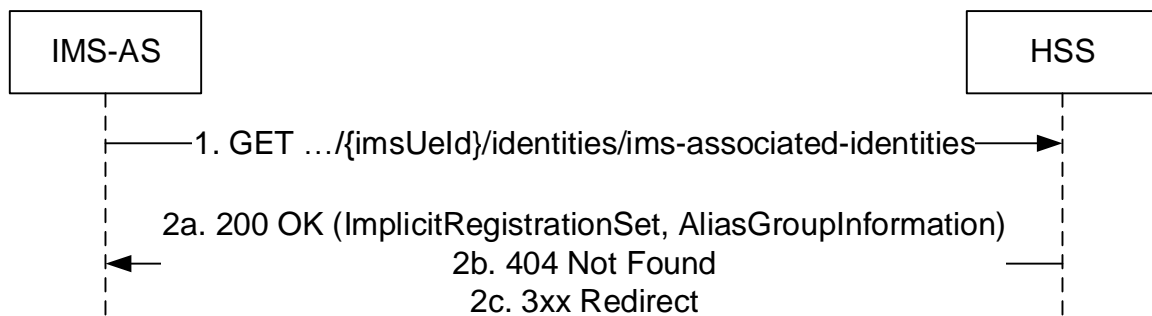 IMS-AS
HSS
1. GET …/{imsUeId}/identities/ims-associated-identities
2a. 200 OK (ImplicitRegistrationSet, AliasGroupInformation)
2b. 404 Not Found
2c. 3xx Redirect